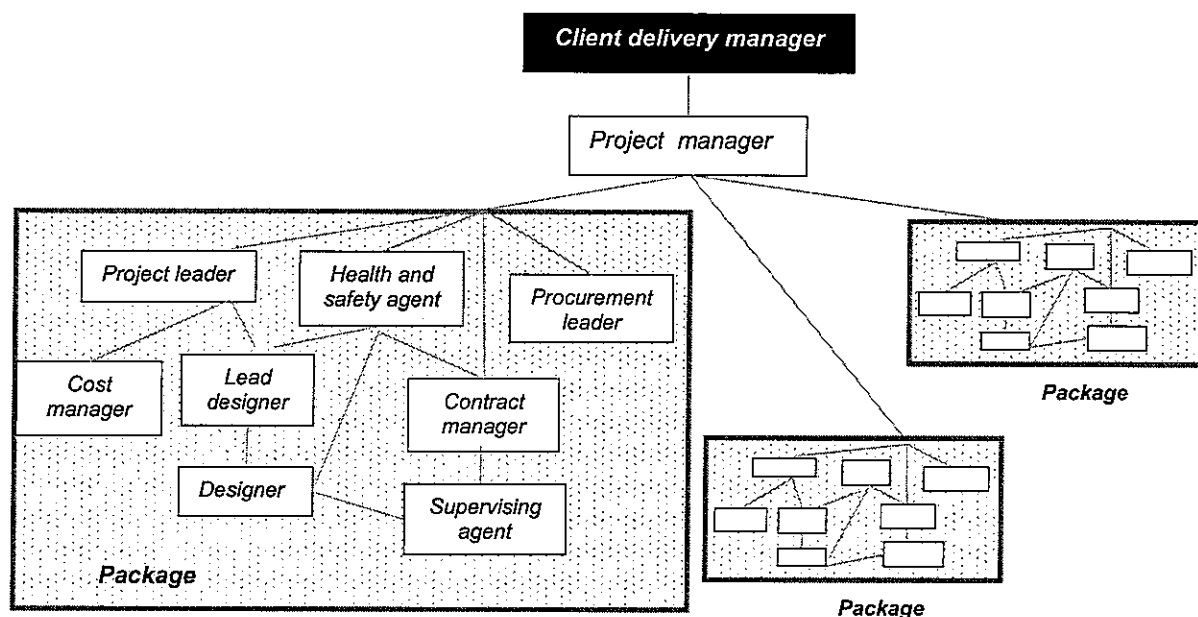 Client delivery manager
Project manager
Project leader
Health and
safety agent
Procurement
leader
Cost
manager
Lead
designer
Contract
manager
Designer
Supervising
agent
Package
Package
Package